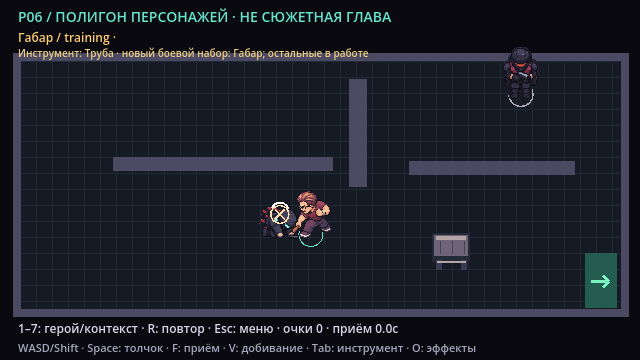 P06 / ПОЛИГОН ПЕРСОНАЖЕЙ · НЕ СЮЖЕТНАЯ ГЛАВА
Габар / training ·
Инструмент: Труба · новый боевой набор: Габар; остальные в работе
1–7: герой/контекст · R: повтор · Esc: меню · очки 0 · приём 0.0с
WASD/Shift · Space: толчок · F: приём · V: добивание · Tab: инструмент · O: эффекты